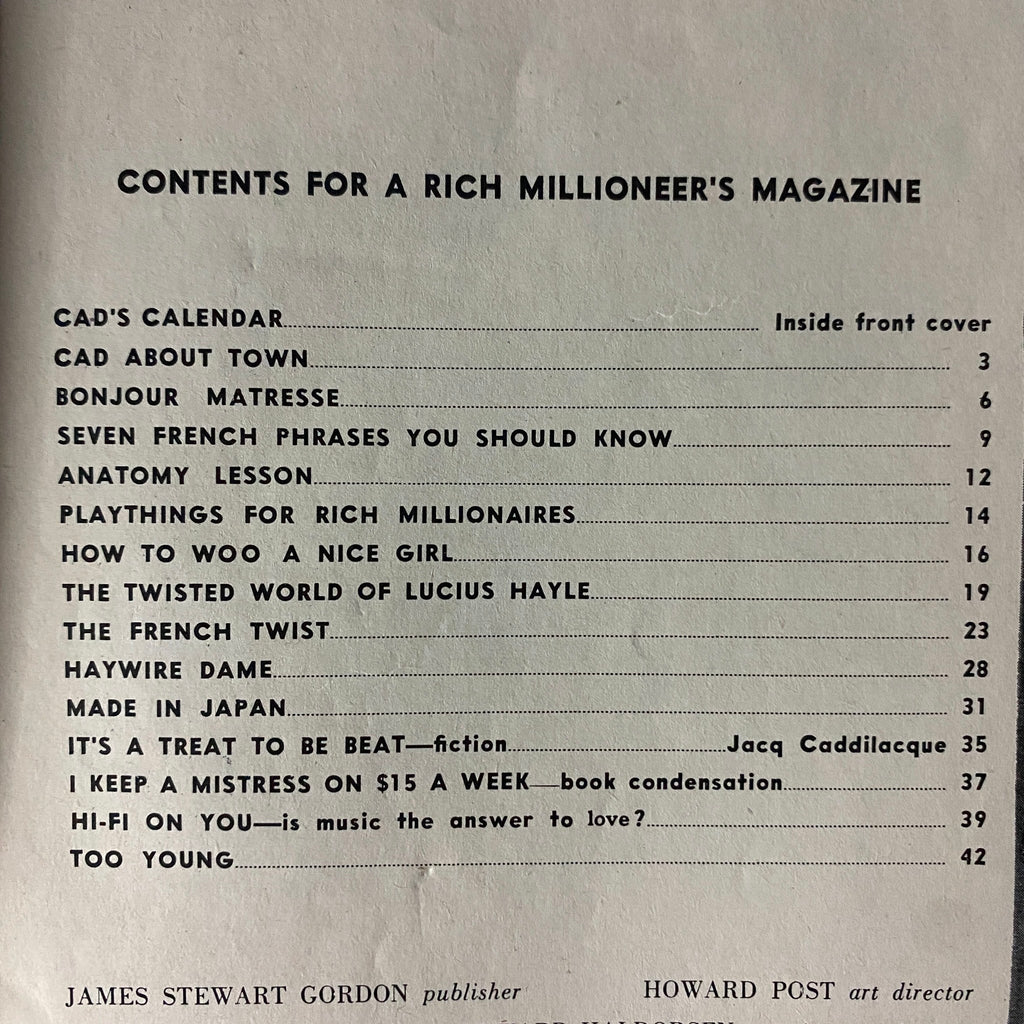 CONTENTS FOR A RICH MILLIONEER'S MAGAZINE
CAD'S CALENDAR Inside front cover
CAD ABOUT TOWN 3
BONJOUR MATRESSE 6
SEVEN FRENCH PHRASES YOU SHOULD KNOW 9
ANATOMY LESSON 12
PLAYTHINGS FOR RICH MILLIONAIRES 14
HOW TO WOO A NICE GIRL 16
THE TWISTED WORLD OF LUCIUS HAYLE 19
THE FRENCH TWIST 23
HAYWIRE DAME 28
MADE IN JAPAN 31
IT'S A TREAT TO BE BEAT—fiction Jacq Caddilacque 35
I KEEP A MISTRESS ON $15 A WEEK—book condensation 37
HI-FI ON YOU—is music the answer to love? 39
TOO YOUNG 42
JAMES STEWART GORDON publisher HOWARD POST art director